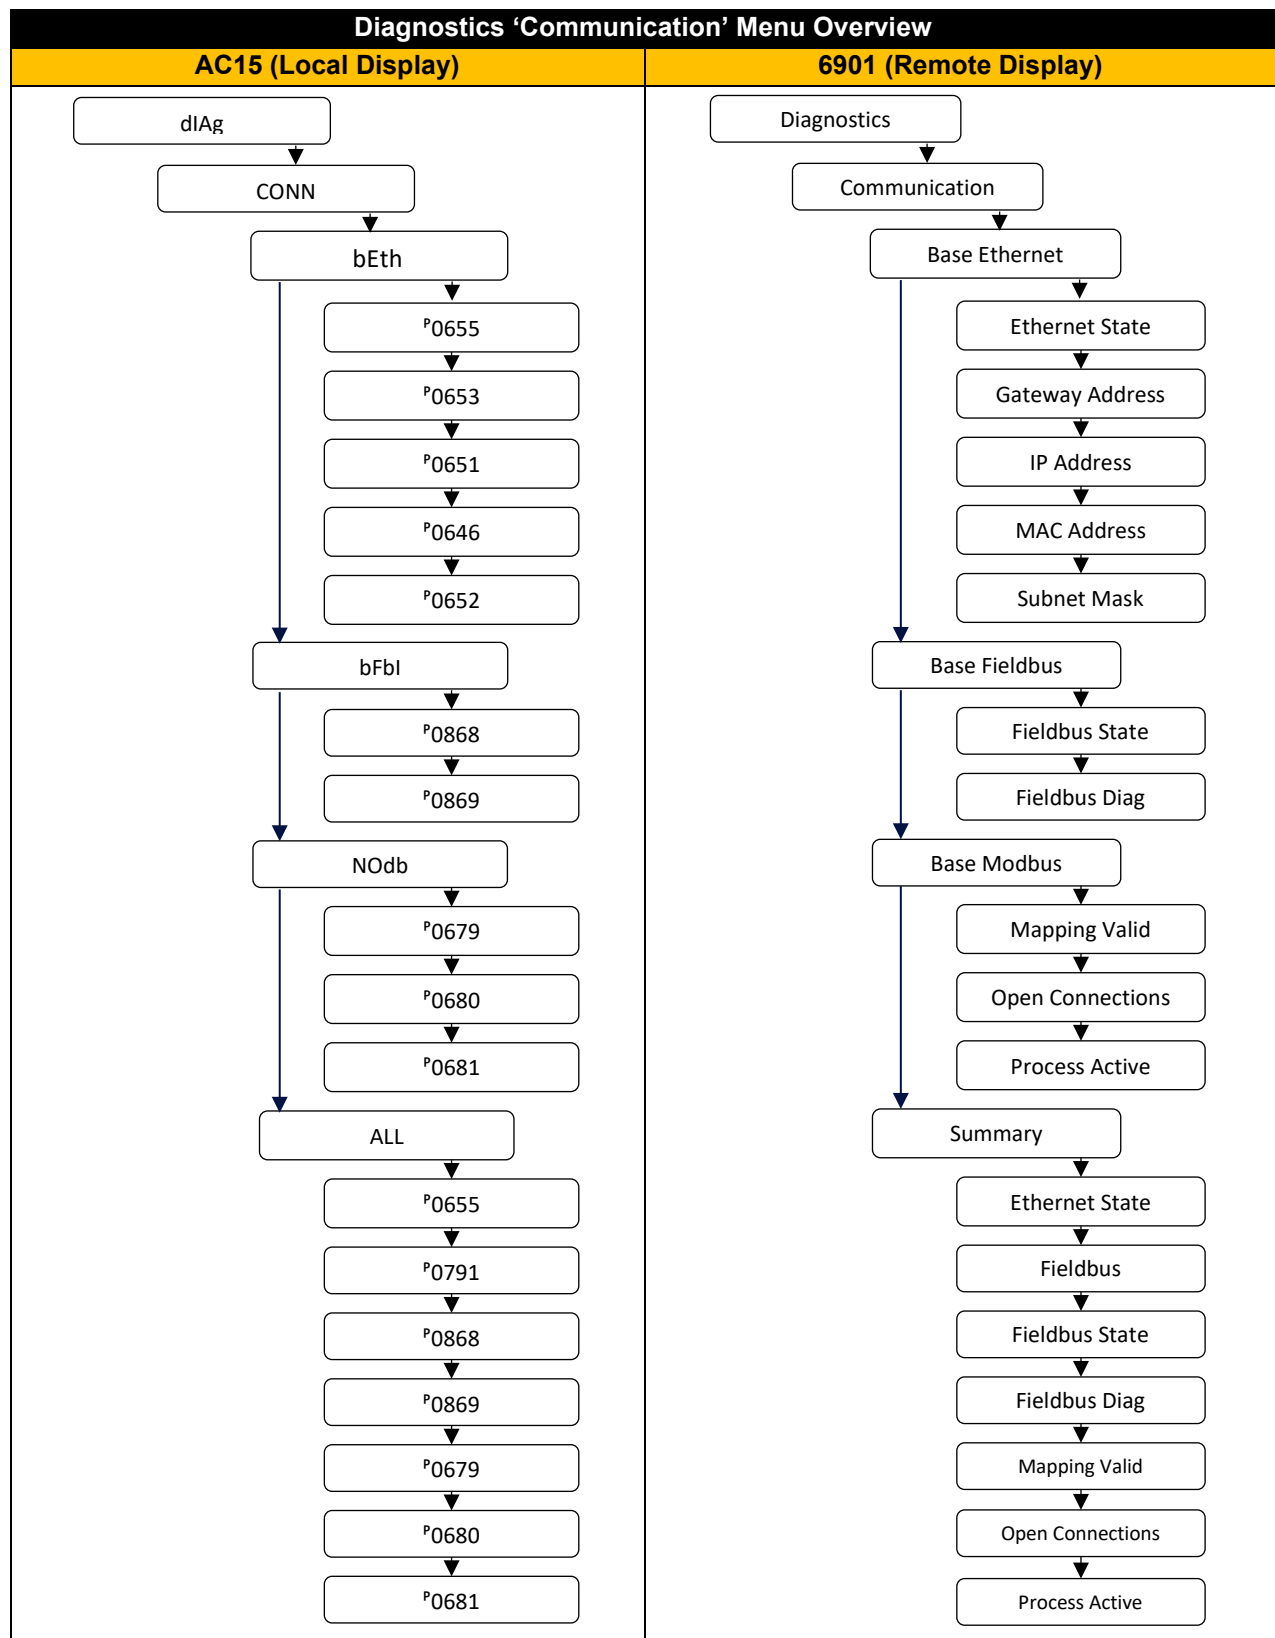 Diagnostics ‘Communication’ Menu Overview
AC15 (Local Display)
dIAg
CONN
bEth
ᴾ0655
ᴾ0653
ᴾ0651
ᴾ0646
ᴾ0652
bFbI
ᴾ0868
ᴾ0869
NOdb
ᴾ0679
ᴾ0680
ᴾ0681
ALL
ᴾ0655
ᴾ0791
ᴾ0868
ᴾ0869
ᴾ0679
ᴾ0680
ᴾ0681
6901 (Remote Display)
Diagnostics
Communication
Base Ethernet
Ethernet State
Gateway Address
IP Address
MAC Address
Subnet Mask
Base Fieldbus
Fieldbus State
Fieldbus Diag
Base Modbus
Mapping Valid
Open Connections
Process Active
Summary
Ethernet State
Fieldbus
Fieldbus State
Fieldbus Diag
Mapping Valid
Open Connections
Process Active